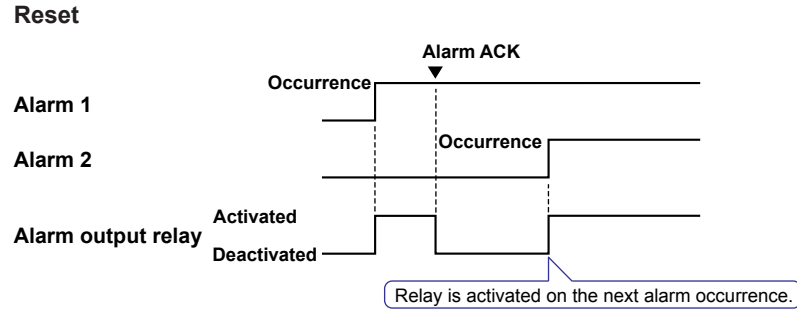 Reset
Alarm ACK
Occurrence
Alarm 1
Occurrence
Alarm 2
Activated
Alarm output relay
Deactivated
Relay is activated on the next alarm occurrence.